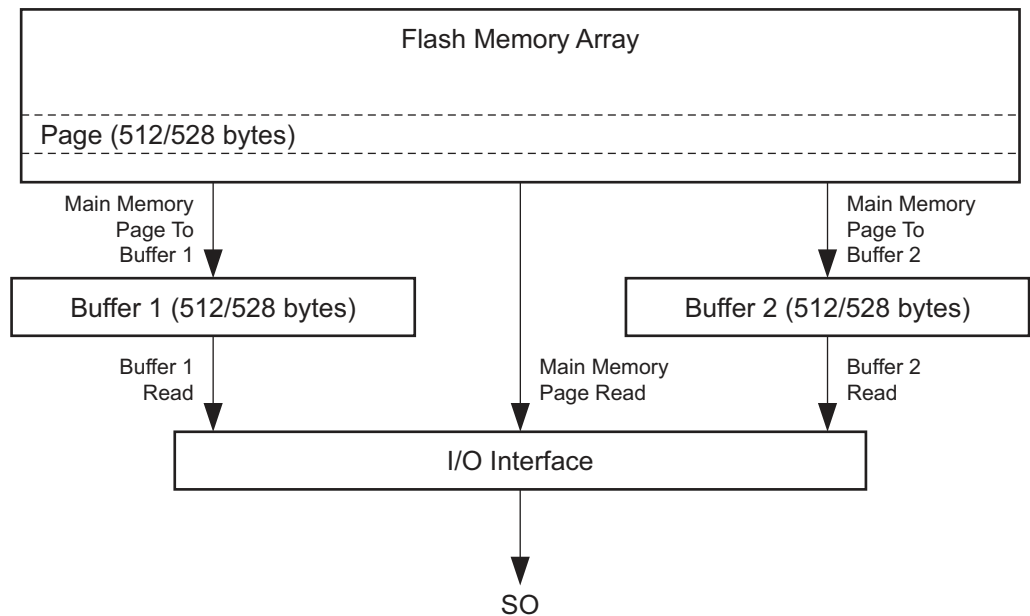 Flash Memory Array
Page (512/528 bytes)
Main Memory
Page To
Buffer 1
Main Memory
Page To
Buffer 2
Buffer 1 (512/528 bytes)
Buffer 2 (512/528 bytes)
Buffer 1
Read
Main Memory
Page Read
Buffer 2
Read
I/O Interface
SO